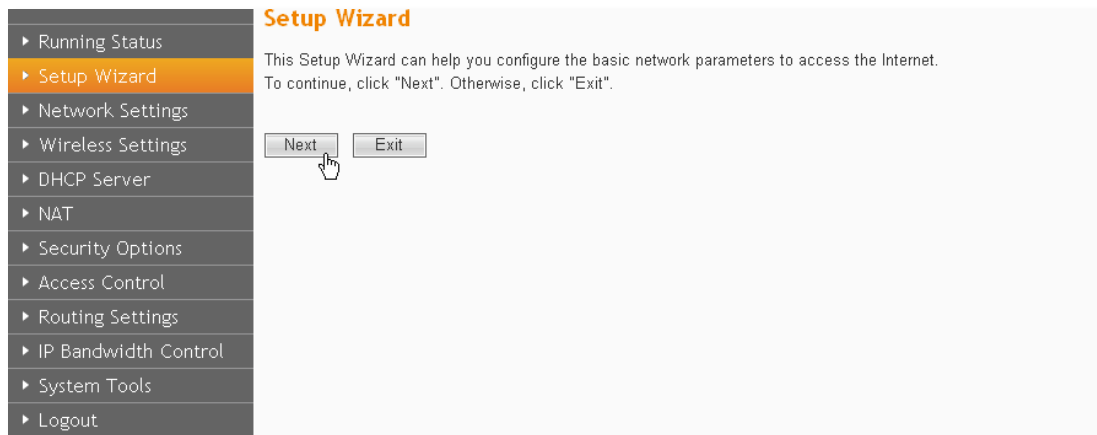 Running Status
Setup Wizard
Network Settings
Wireless Settings
DHCP Server
NAT
Security Options
Access Control
Routing Settings
IP Bandwidth Control
System Tools
Logout
Setup Wizard
This Setup Wizard can help you configure the basic network parameters to access the Internet.
To continue, click "Next". Otherwise, click "Exit".
Next Exit